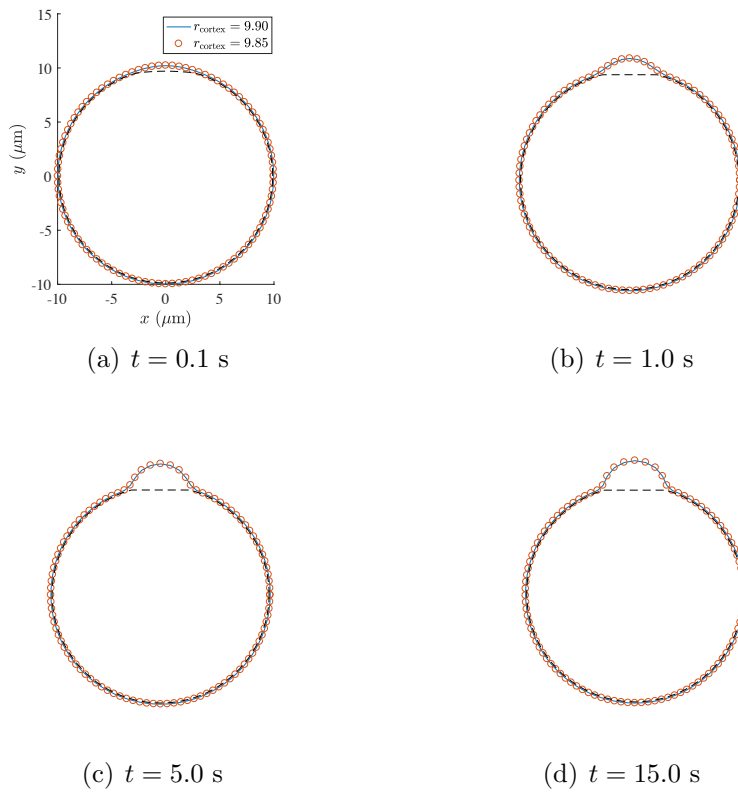 15
10
5
0
-5
-10
y (μm)
-10 -5 0 5 10
x (μm)
r_cortex = 9.90
r_cortex = 9.85
(a) t = 0.1 s
(b) t = 1.0 s
(c) t = 5.0 s
(d) t = 15.0 s